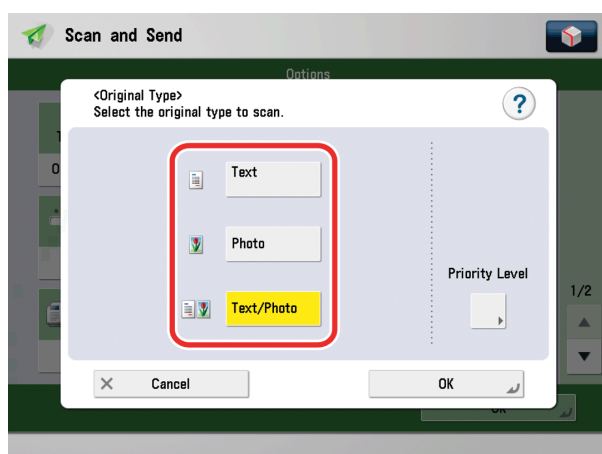 Scan and Send
Options
<Original Type>
Select the original type to scan.
?
Text
Photo
Text/Photo
Priority Level
1/2
Cancel
OK